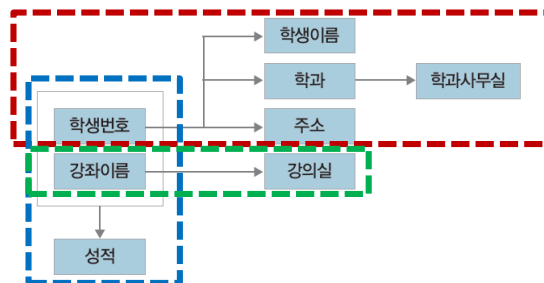 학생이름
학과 학과사무실
학생번호 주소
강좌이름 강의실
성적